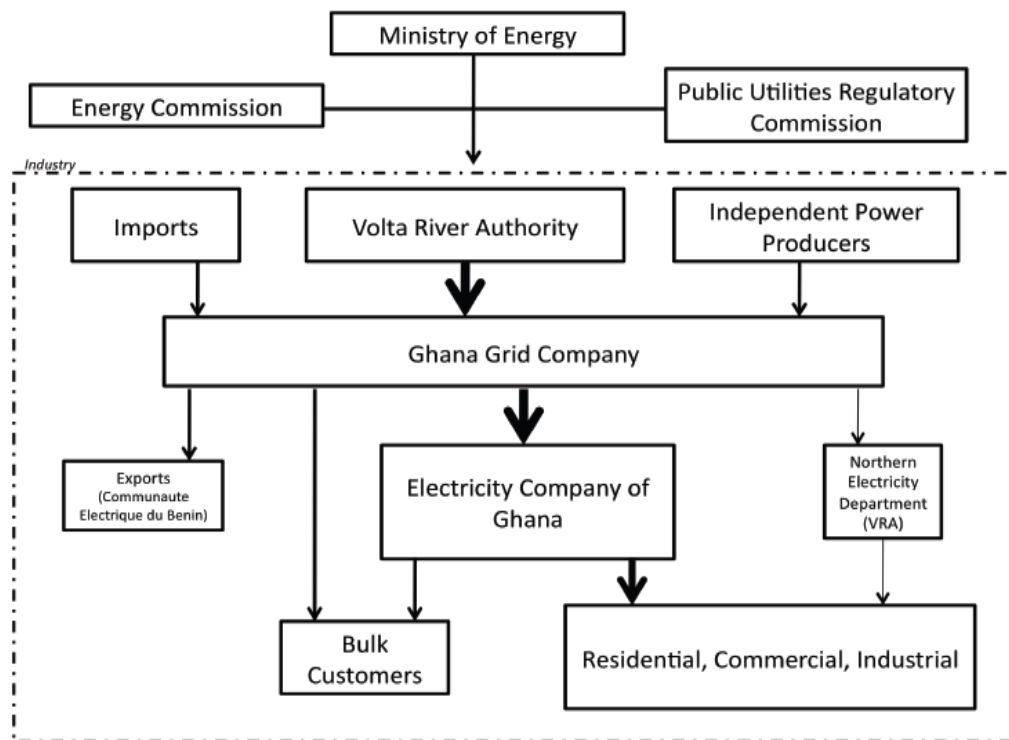 Ministry of Energy
Energy Commission
Public Utilities Regulatory
Commission
Industry
Imports
Volta River Authority
Independent Power
Producers
Ghana Grid Company
Exports
(Communaute
Electrique du Benin)
Electricity Company of
Ghana
Northern
Electricity
Department
(VRA)
Bulk
Customers
Residential, Commercial, Industrial